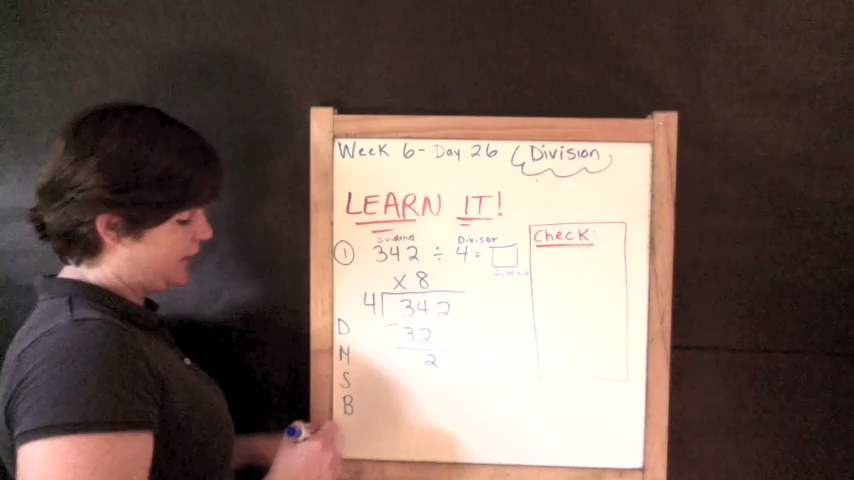 Week 6 - Day 26 (Division
LEARN IT!
Dividend Divisor
Check:
1 342 ÷ 4 =
X 8
4 342
D - 32
M 2
S
B